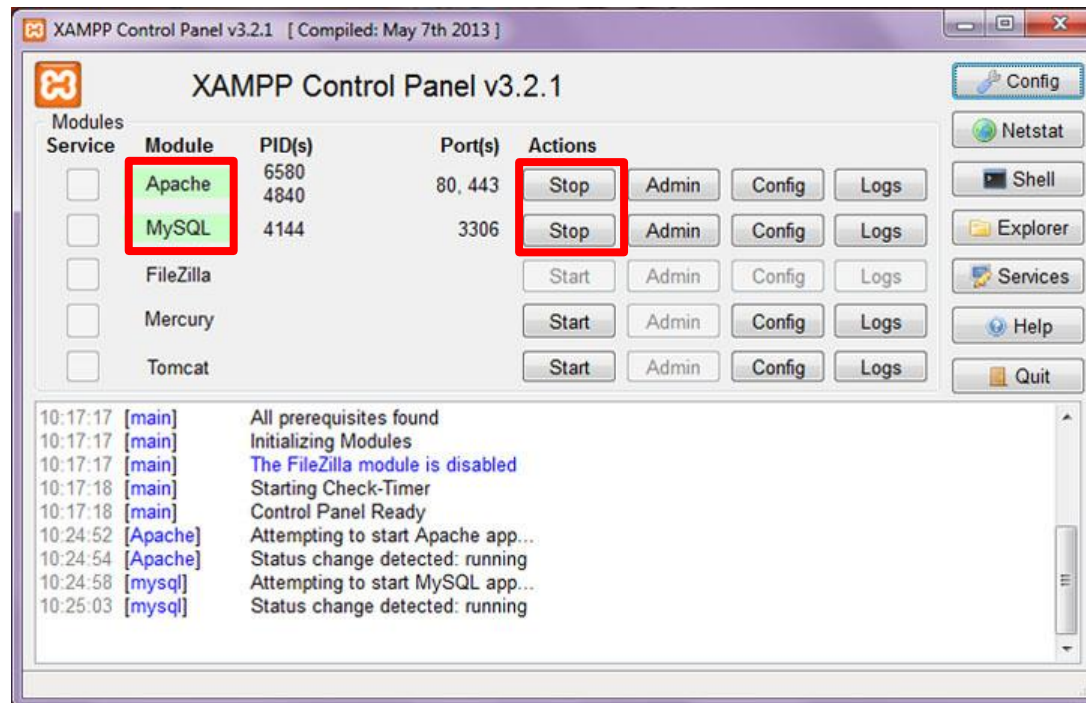 XAMPP Control Panel v3.2.1 [ Compiled: May 7th 2013 ]
XAMPP Control Panel v3.2.1
Config
Modules
Service Module PID(s) Port(s) Actions
Netstat
Apache 6580 4840 80, 443 Stop Admin Config Logs
Shell
MySQL 4144 3306 Stop Admin Config Logs
Explorer
FileZilla Start Admin Config Logs
Services
Mercury Start Admin Config Logs
Help
Tomcat Start Admin Config Logs
Quit
10:17:17 [main] All prerequisites found
10:17:17 [main] Initializing Modules
10:17:17 [main] The FileZilla module is disabled
10:17:18 [main] Starting Check-Timer
10:17:18 [main] Control Panel Ready
10:24:52 [Apache] Attempting to start Apache app...
10:24:54 [Apache] Status change detected: running
10:24:58 [mysql] Attempting to start MySQL app...
10:25:03 [mysql] Status change detected: running